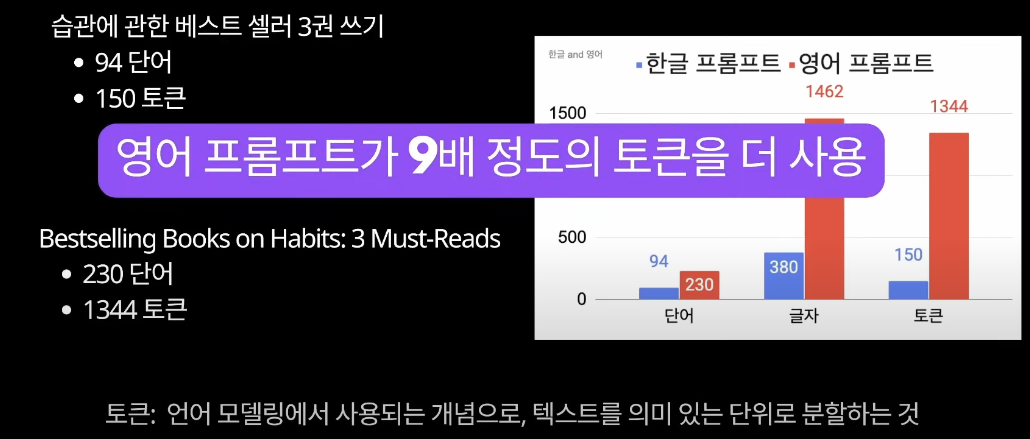 습관에 관한 베스트 셀러 3권 쓰기
• 94 단어
• 150 토큰
영어 프롬프트가 9배 정도의 토큰을 더 사용
Bestselling Books on Habits: 3 Must-Reads
• 230 단어
• 1344 토큰
한글 and 영어
한글 프롬프트 영어 프롬프트
1500
500
0
94
230
380
1462
150
1344
단어
글자
토큰
토큰: 언어 모델링에서 사용되는 개념으로, 텍스트를 의미 있는 단위로 분할하는 것